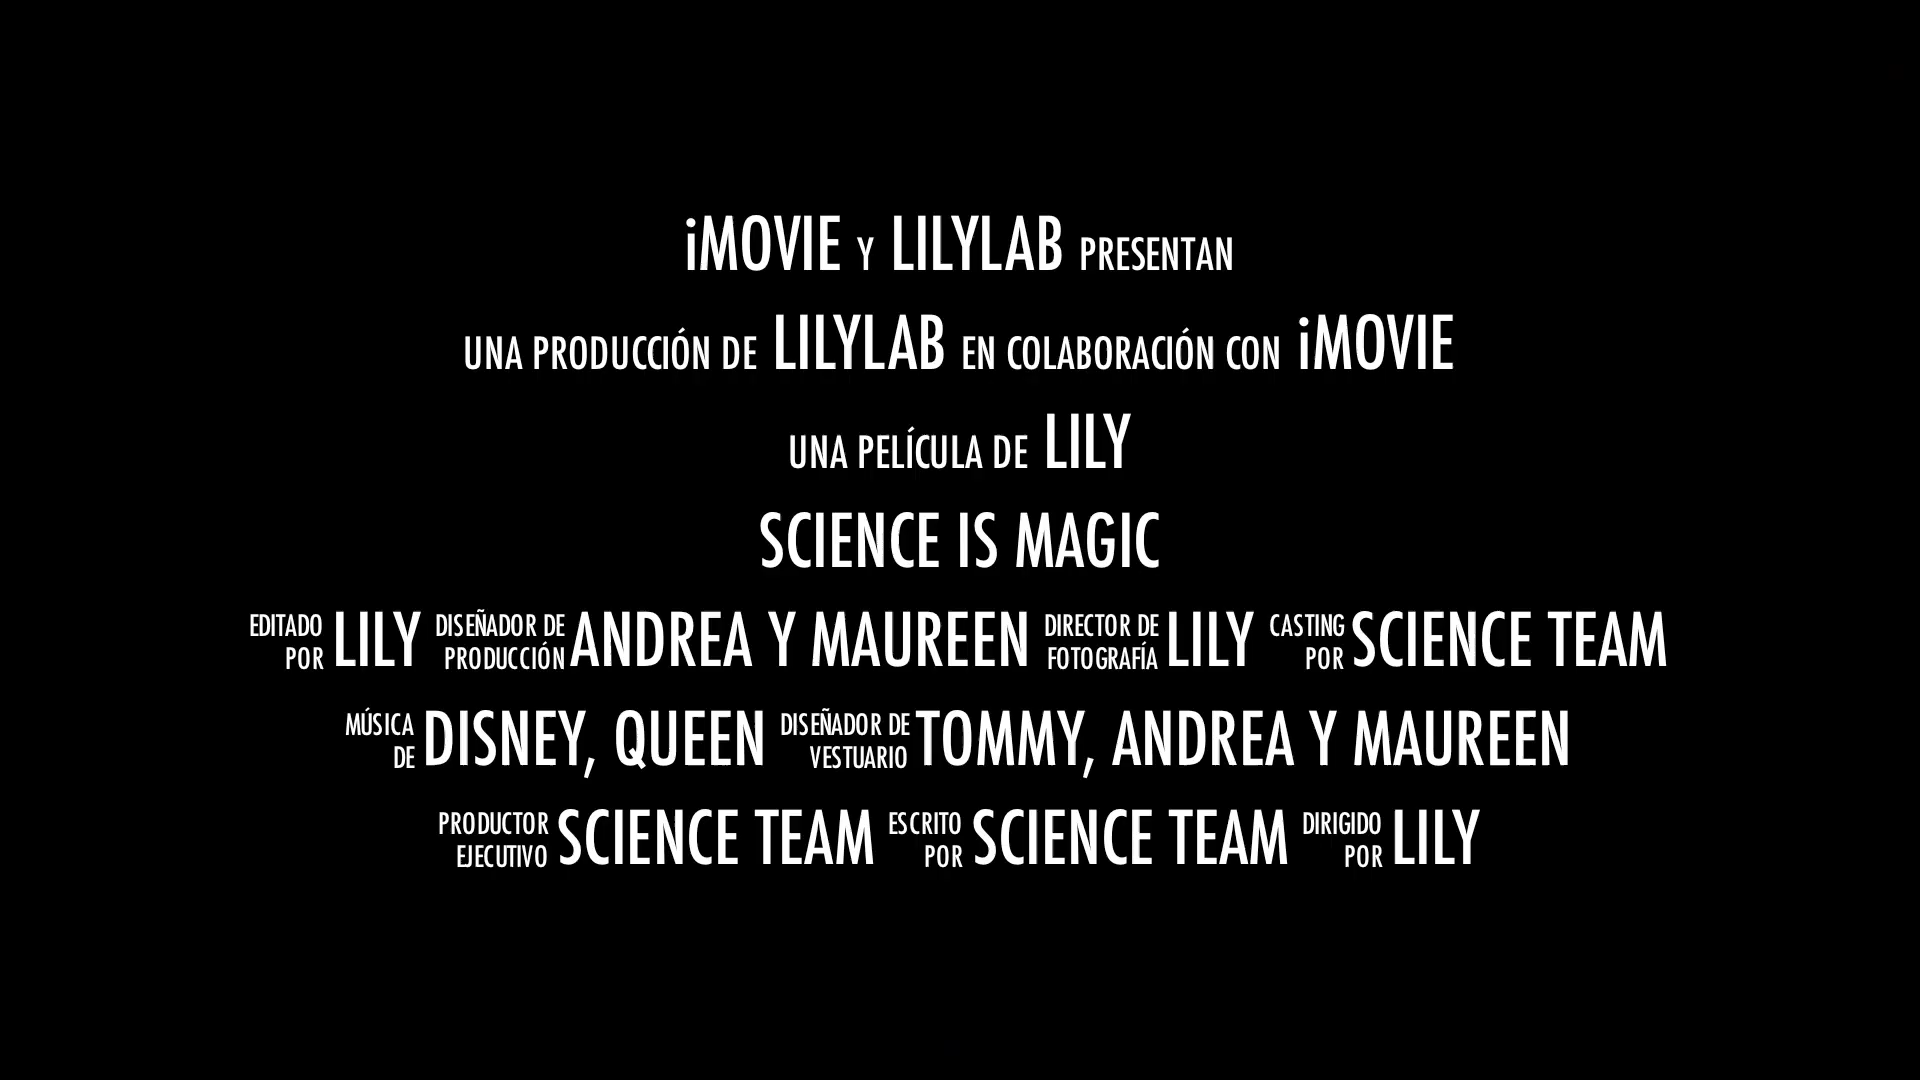 iMOVIE Y LILYLAB PRESENTAN
UNA PRODUCCIÓN DE LILYLAB EN COLABORACIÓN CON iMOVIE
UNA PELÍCULA DE LILY
SCIENCE IS MAGIC
EDITADO POR LILY DISEÑADOR DE PRODUCCIÓN ANDREA Y MAUREEN DIRECTOR DE FOTOGRAFÍA LILY CASTING POR SCIENCE TEAM
MÚSICA DE DISNEY, QUEEN DISEÑADOR DE VESTUARIO TOMMY, ANDREA Y MAUREEN
PRODUCTOR EJECUTIVO SCIENCE TEAM ESCRITO POR SCIENCE TEAM DIRIGIDO POR LILY